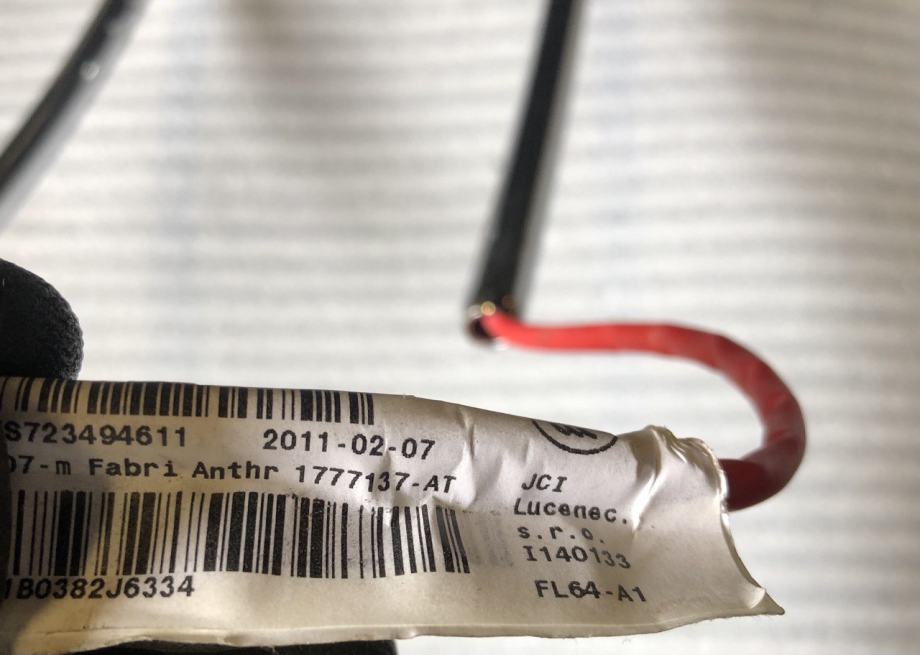 S723494611 2011-02-07
07-m Fabri Anthr 1777137-AT
JCI
Lucenec.
s.r.o.
I140133
1B0382J6334
FL64-A1